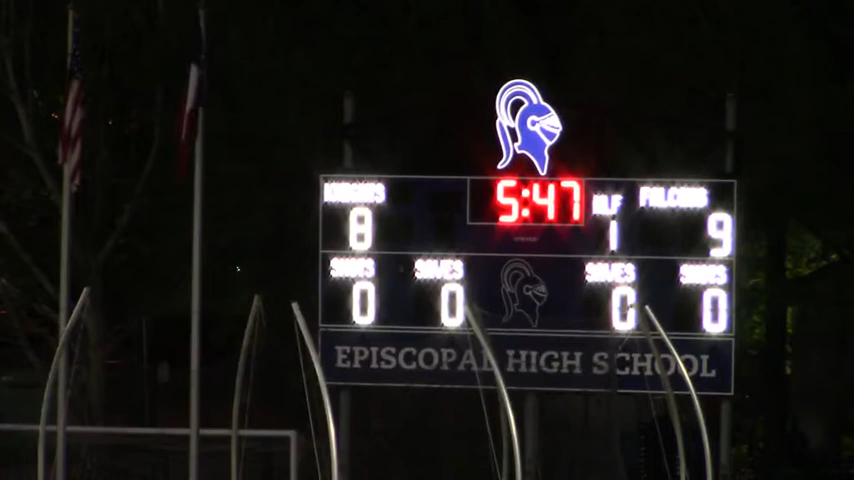 5:47
KNIGHTS HLF FALCONS
8 1 9
SHOTS SAVES SAVES SHOTS
0 0 0 0
EPISCOPAL HIGH SCHOOL